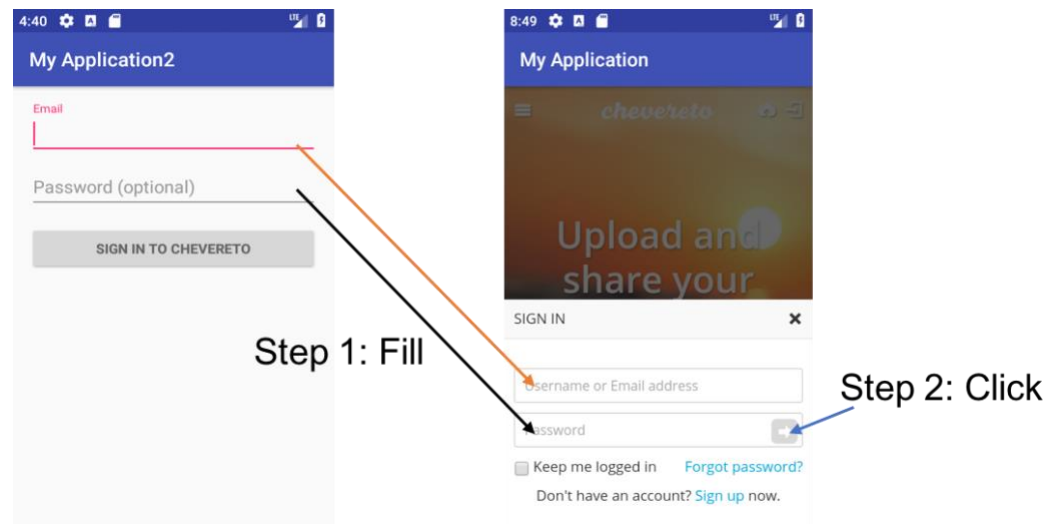 4:40
LTE
My Application2
Email
Password (optional)
SIGN IN TO CHEVERETO
Step 1: Fill
8:49
LTE
My Application
chevereto
Upload and
share your
SIGN IN
Username or Email address
Password
Keep me logged in Forgot password?
Don't have an account? Sign up now.
Step 2: Click